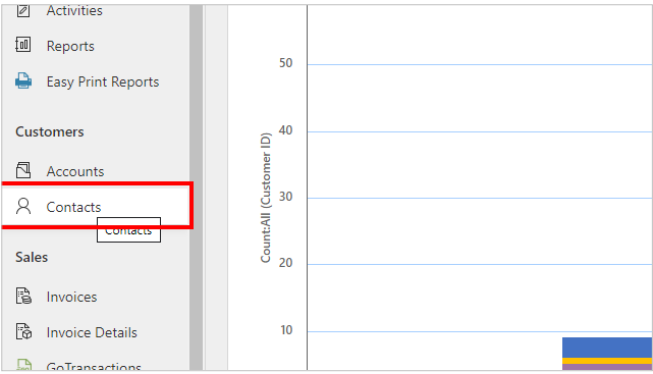 Activities
Reports
Easy Print Reports
Customers
Accounts
Contacts
Contacts
Sales
Invoices
Invoice Details
GoTransactions
50
40
30
20
10
Count:All (Customer ID)